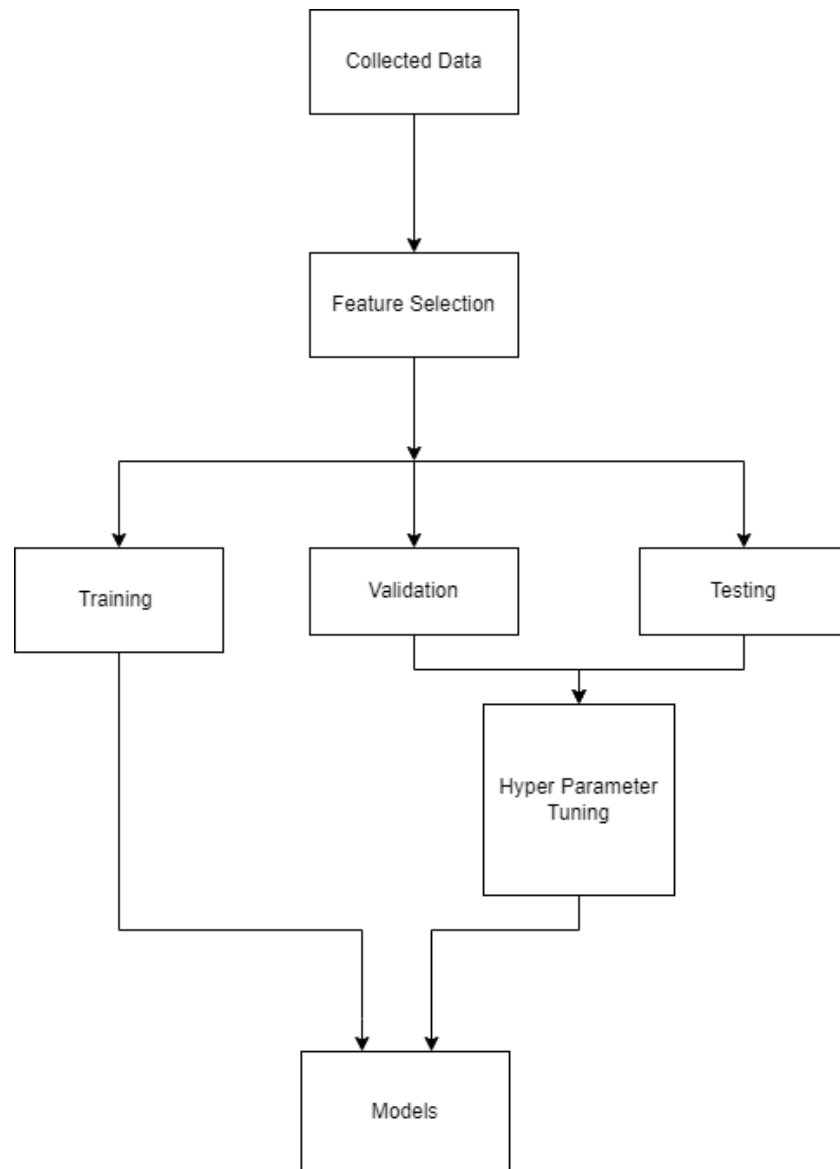 Collected Data
Feature Selection
Training
Validation
Testing
Hyper Parameter
Tuning
Models